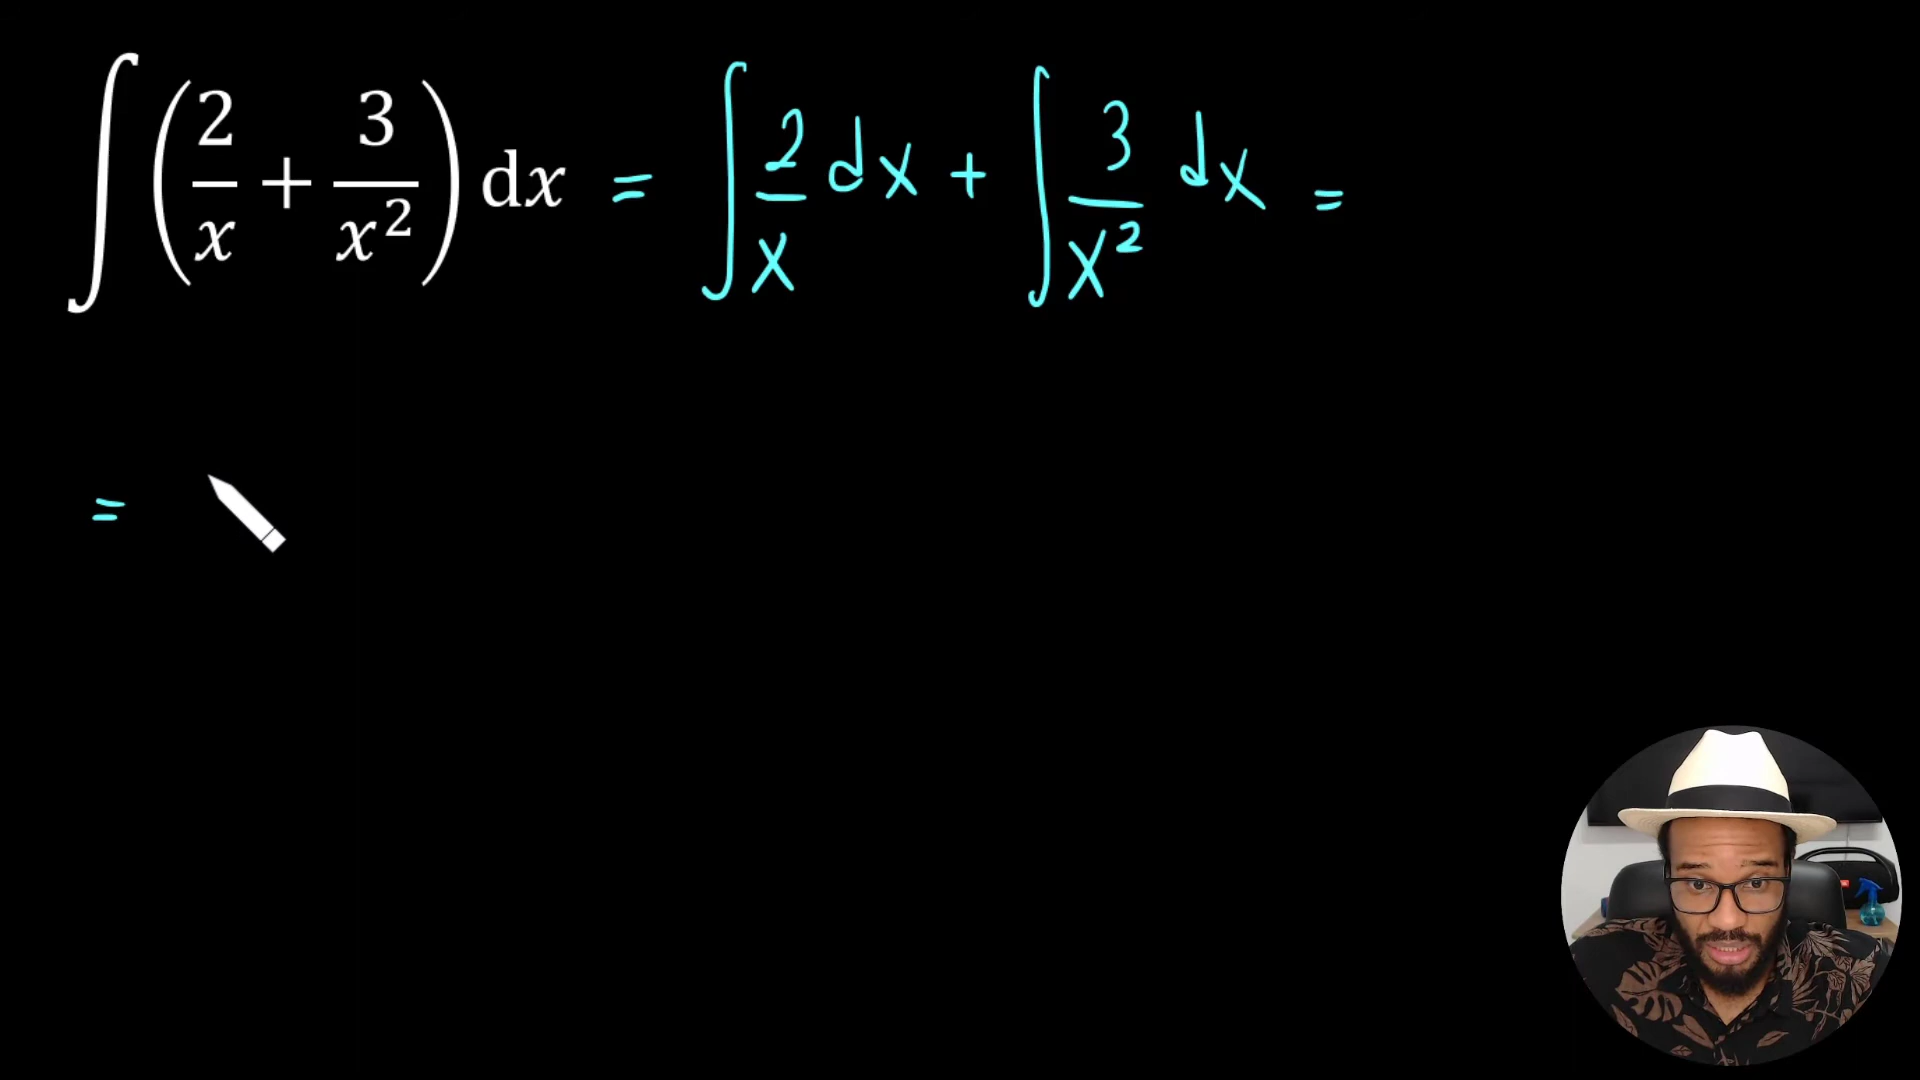 ∫ (2/x + 3/x²) dx = ∫ 2/x dx + ∫ 3/x² dx =
=